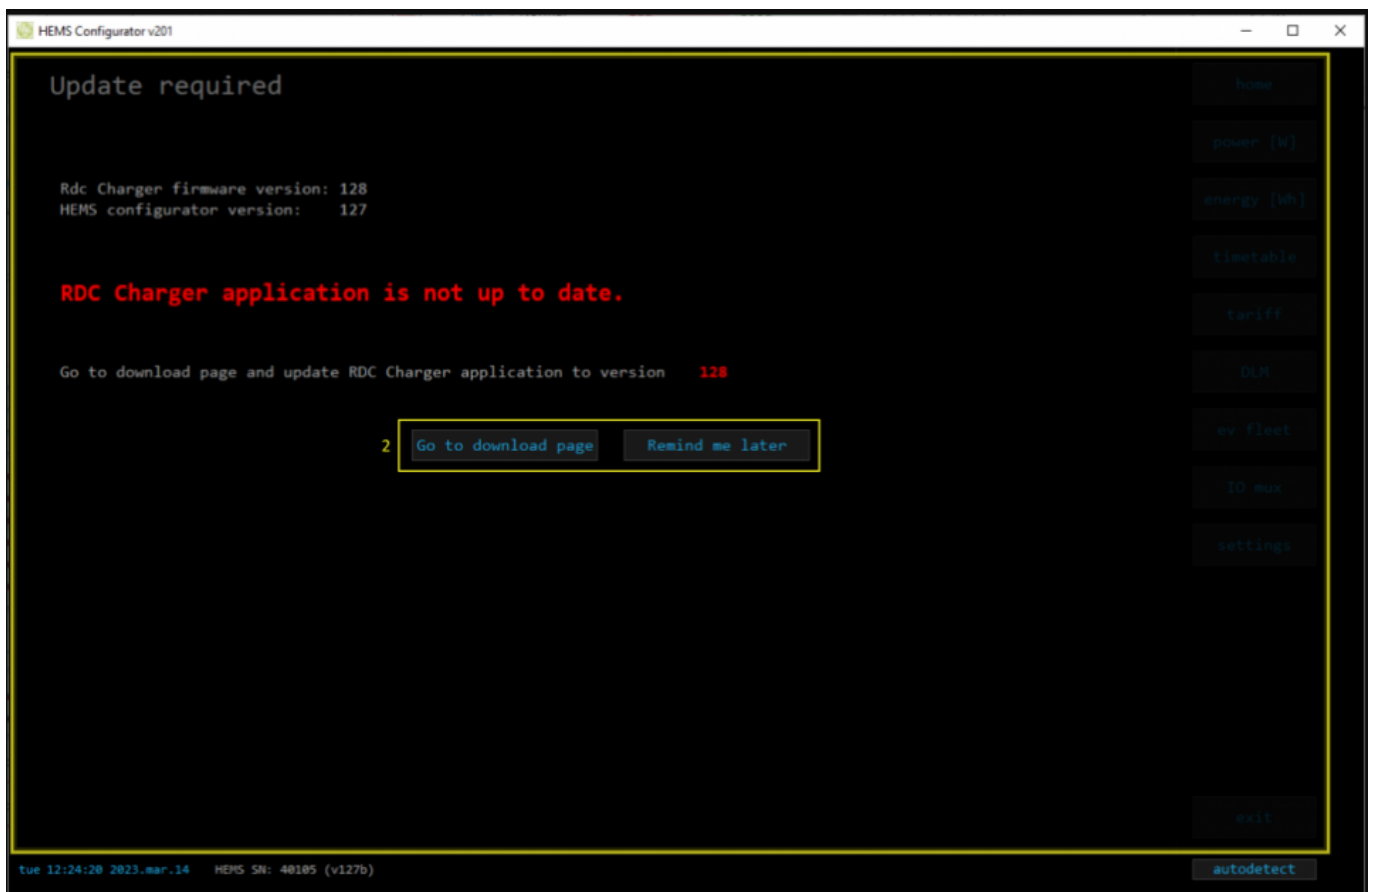 HEMS Configurator v201
Update required
home
power [W]
Rdc Charger firmware version: 128
HEMS configurator version: 127
energy [Wh]
timetable
RDC Charger application is not up to date.
tariff
Go to download page and update RDC Charger application to version 128
DLM
ev fleet
2 Go to download page Remind me later
IO mux
settings
exit
tue 12:24:20 2023.mar.14 HEMS SN: 40105 (v127b) autodetect